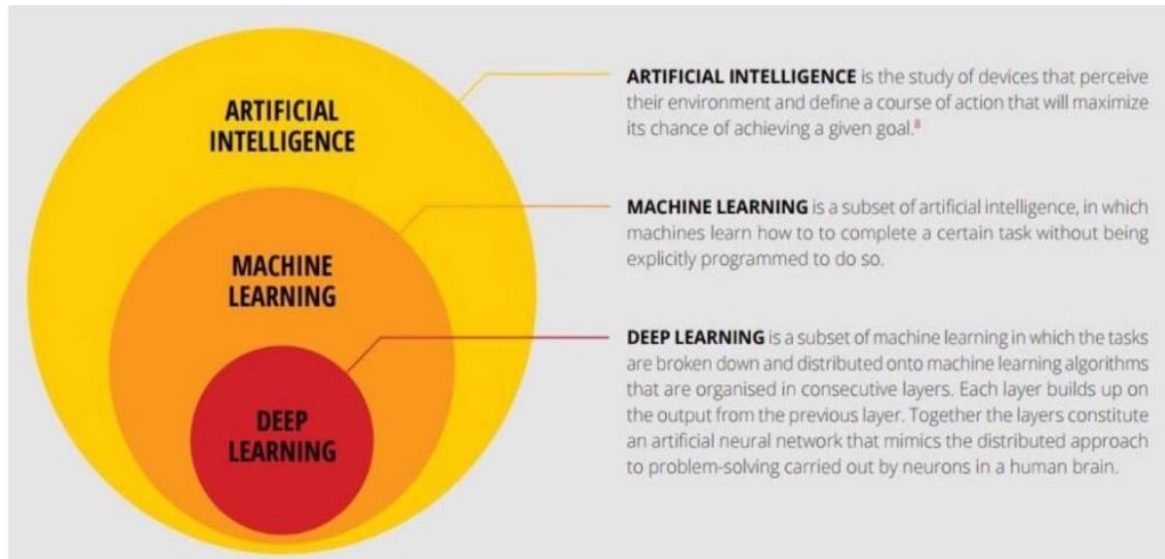 ARTIFICIAL
INTELLIGENCE
MACHINE
LEARNING
DEEP
LEARNING
ARTIFICIAL INTELLIGENCE is the study of devices that perceive
their environment and define a course of action that will maximize
its chance of achieving a given goal.8
MACHINE LEARNING is a subset of artificial intelligence, in which
machines learn how to to complete a certain task without being
explicitly programmed to do so.
DEEP LEARNING is a subset of machine learning in which the tasks
are broken down and distributed onto machine learning algorithms
that are organised in consecutive layers. Each layer builds up on
the output from the previous layer. Together the layers constitute
an artificial neural network that mimics the distributed approach
to problem-solving carried out by neurons in a human brain.